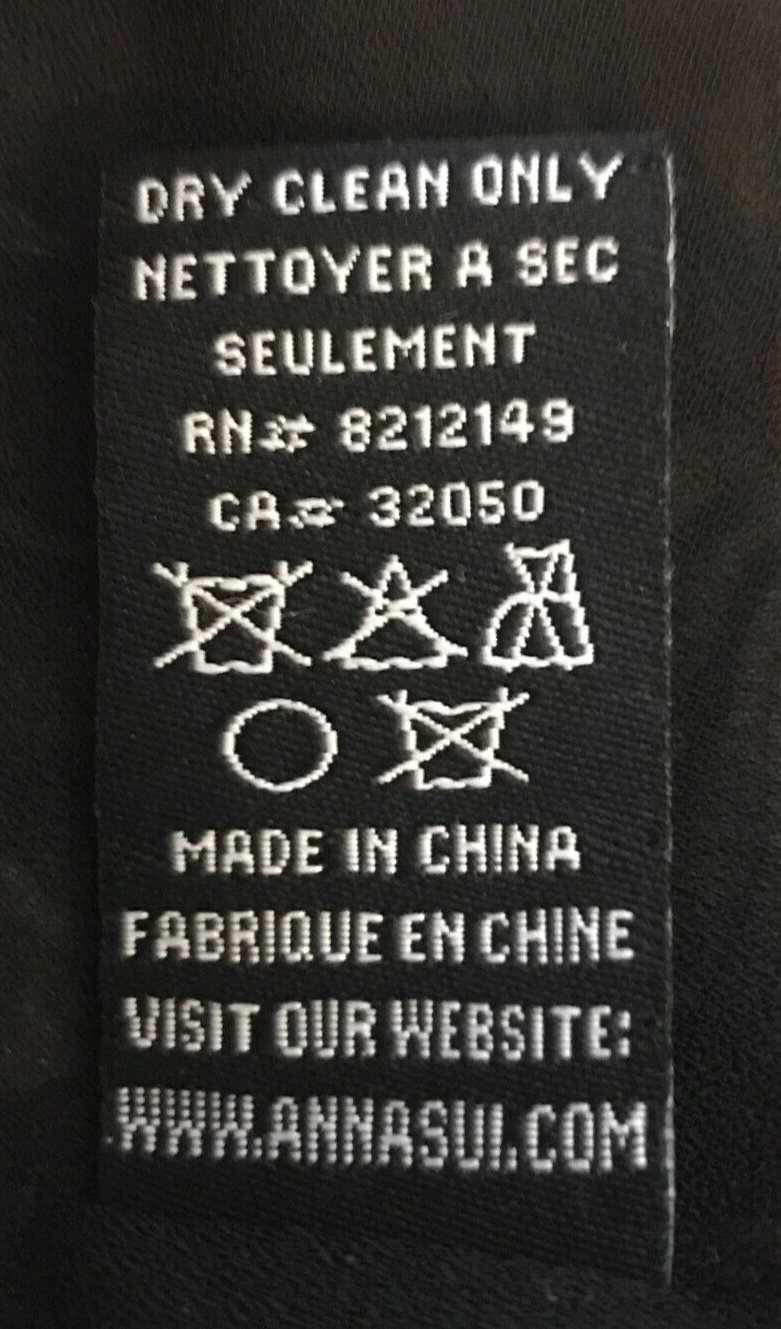 DRY CLEAN ONLY
NETTOYER A SEC
SEULEMENT
RN# 8212149
CA# 32050
MADE IN CHINA
FABRIQUE EN CHINE
VISIT OUR WEBSITE:
WWW.ANNASUI.COM